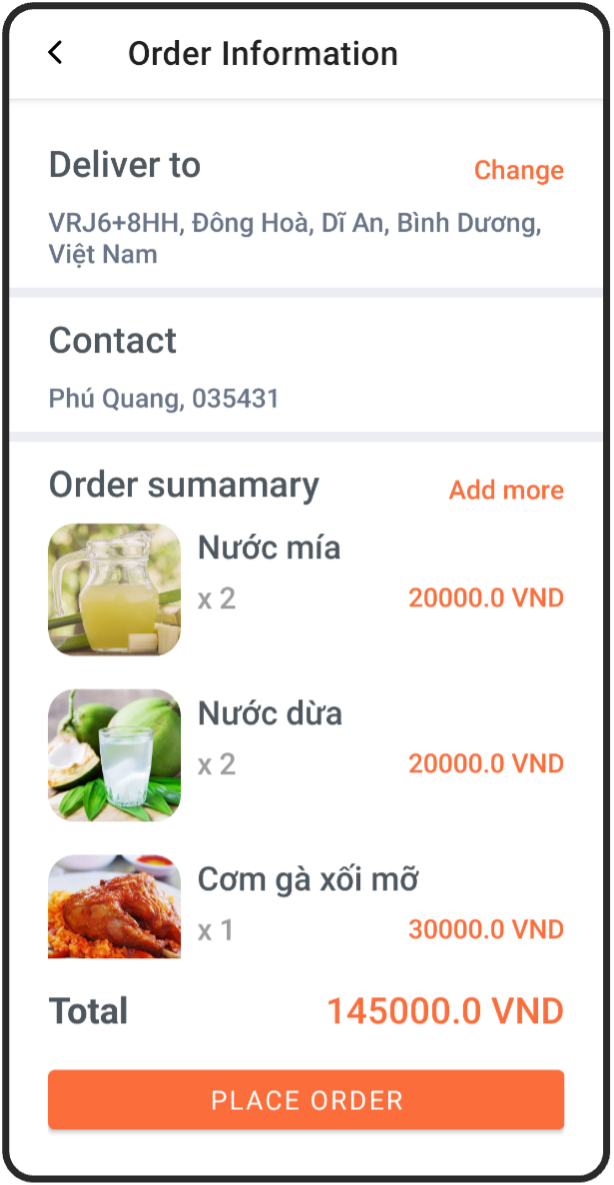 Order Information
Deliver to
Change
VRJ6+8HH, Đông Hoà, Dĩ An, Bình Dương,
Việt Nam
Contact
Phú Quang, 035431
Order sumamary
Add more
Nước mía
x 2
20000.0 VND
Nước dừa
x 2
20000.0 VND
Cơm gà xối mỡ
x 1
30000.0 VND
Total
145000.0 VND
PLACE ORDER